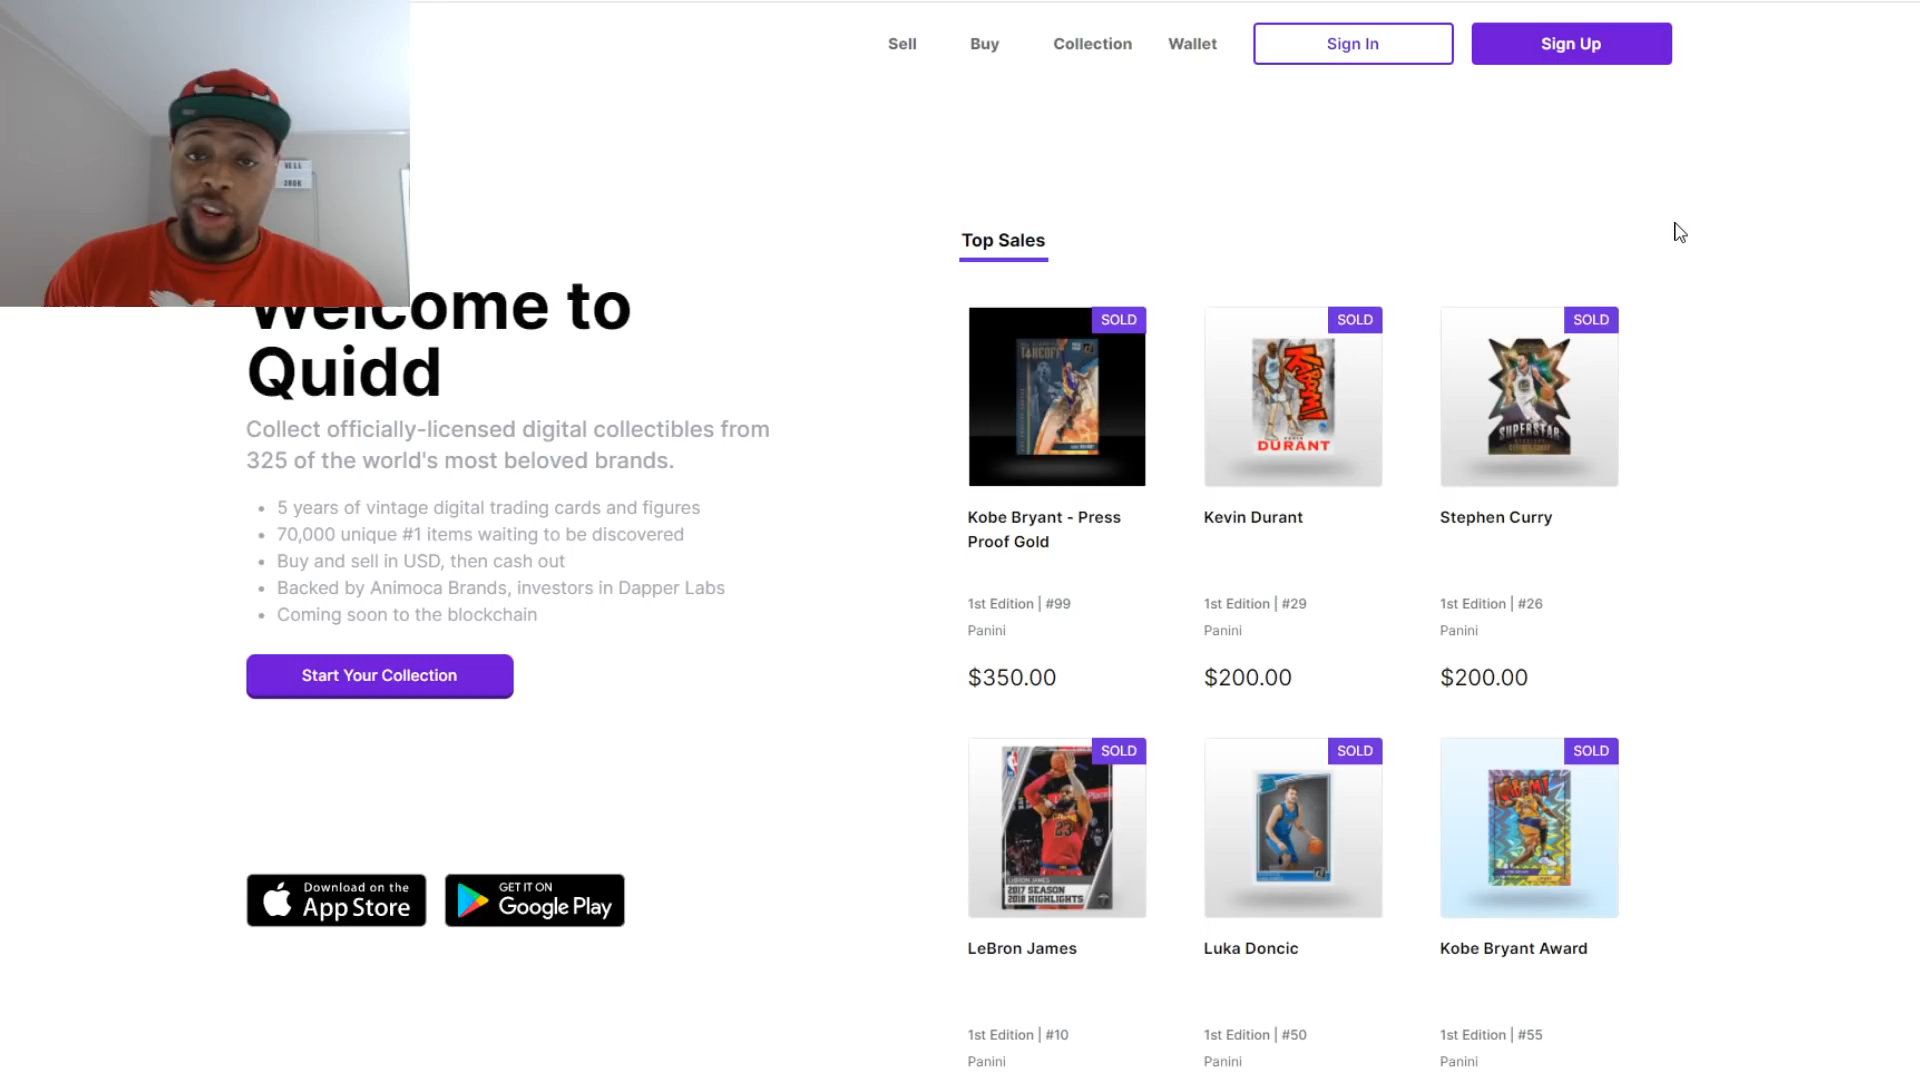 Sell
Buy
Collection
Wallet
Sign In
Sign Up
Top Sales
Welcome to
Quidd
Collect officially-licensed digital collectibles from
325 of the world's most beloved brands.
• 5 years of vintage digital trading cards and figures
• 70,000 unique #1 items waiting to be discovered
• Buy and sell in USD, then cash out
• Backed by Animoca Brands, investors in Dapper Labs
• Coming soon to the blockchain
Start Your Collection
Download on the
App Store
GET IT ON
Google Play
SOLD
TAKEOFF
Kobe Bryant - Press
Proof Gold
1st Edition | #99
Panini
$350.00
SOLD
KABOOM!
DURANT
Kevin Durant
1st Edition | #29
Panini
$200.00
SOLD
SUPERSTAR
Stephen Curry
1st Edition | #26
Panini
$200.00
SOLD
23
LEBRON JAMES
2017 SEASON
2018 HIGHLIGHTS
LeBron James
1st Edition | #10
Panini
SOLD
Luka Doncic
1st Edition | #50
Panini
SOLD
Kobe Bryant Award
1st Edition | #55
Panini